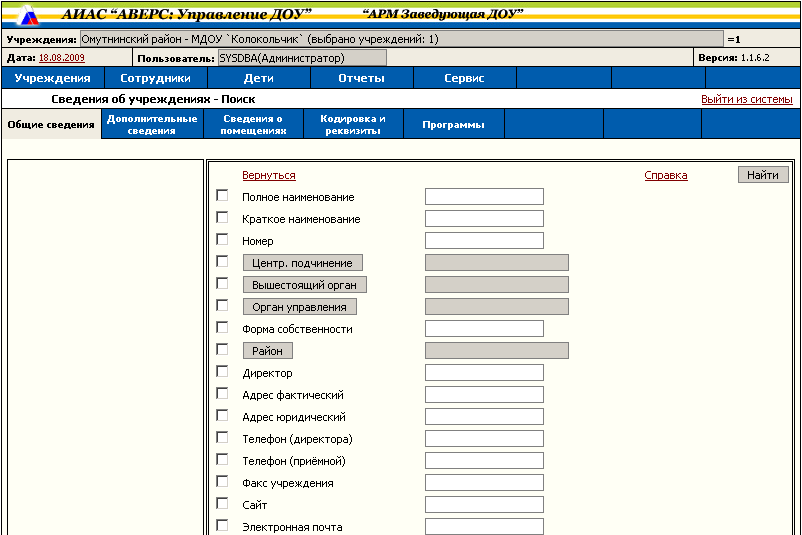 АИАС “АВЕРС: Управление ДОУ” “АРМ Заведующая ДОУ”
Учреждения: Омутнинский район - МДОУ `Колокольчик` (выбрано учреждений: 1) =1
Дата: 18.08.2009 Пользователь: SYSDBA(Администратор) Версия: 1.1.6.2
Учреждения Сотрудники Дети Отчеты Сервис
Сведения об учреждениях - Поиск Выйти из системы
Общие сведения Дополнительные сведения Сведения о помещениях Кодировка и реквизиты Программы
Вернуться Справка Найти
Полное наименование
Краткое наименование
Номер
Центр. подчинение
Вышестоящий орган
Орган управления
Форма собственности
Район
Директор
Адрес фактический
Адрес юридический
Телефон (директора)
Телефон (приёмной)
Факс учреждения
Сайт
Электронная почта